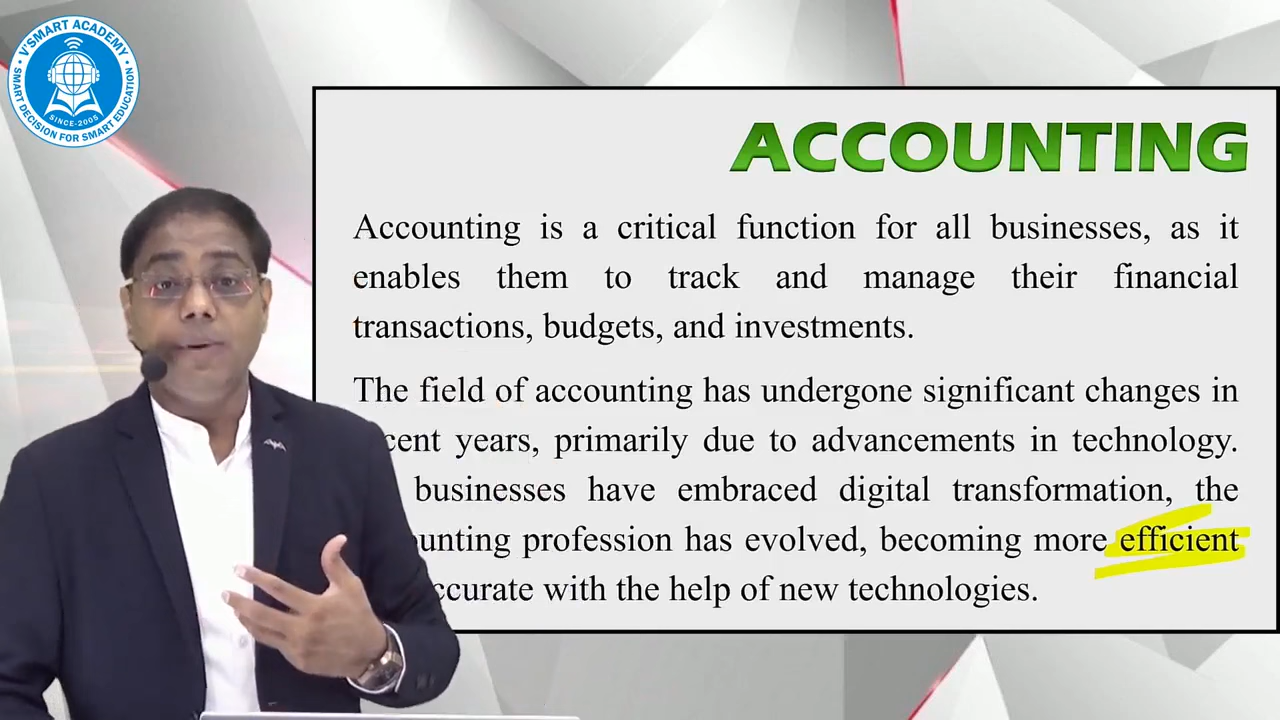 V'SMART ACADEMY
SMART DECISION FOR SMART EDUCATION
SINCE-2005
ACCOUNTING
Accounting is a critical function for all businesses, as it
enables them to track and manage their financial
transactions, budgets, and investments.
The field of accounting has undergone significant changes in
cent years, primarily due to advancements in technology.
businesses have embraced digital transformation, the
unting profession has evolved, becoming more efficient
ccurate with the help of new technologies.